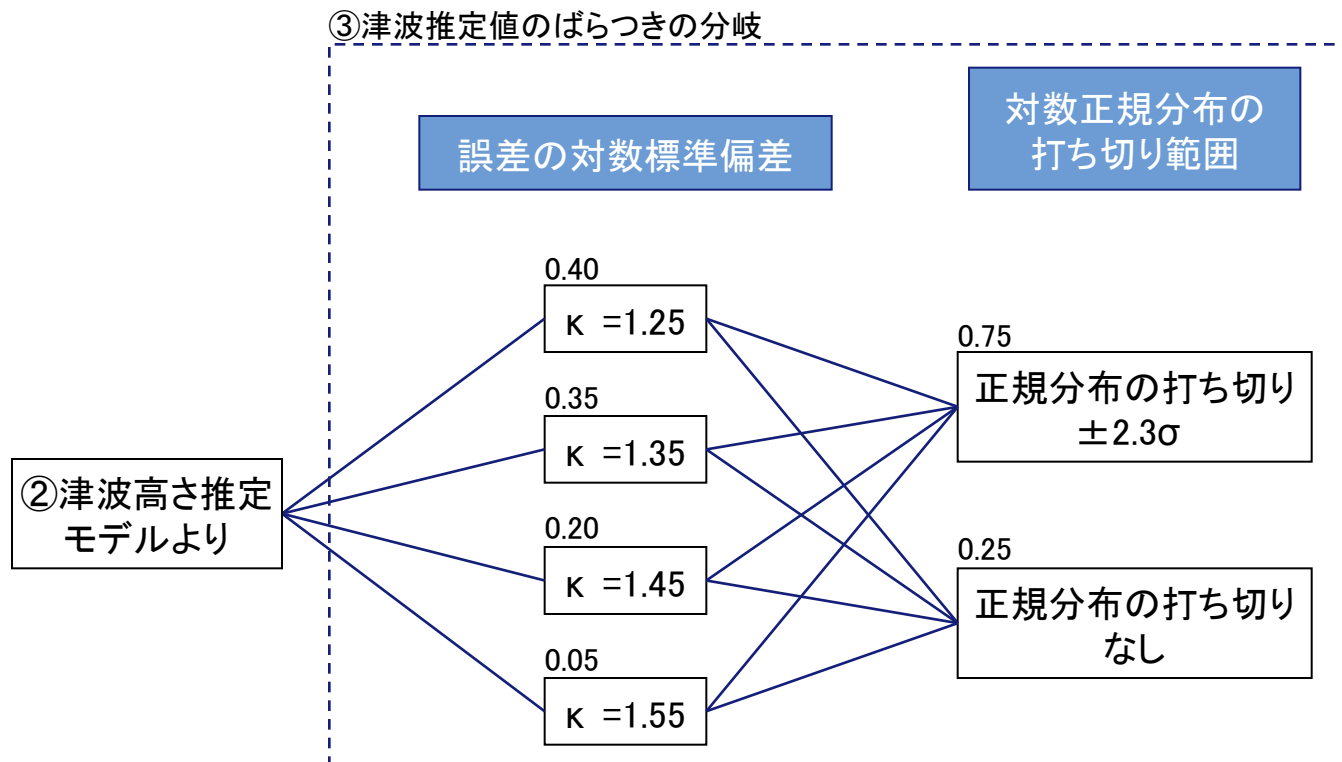 ③津波推定値のばらつきの分岐
誤差の対数標準偏差
対数正規分布の
打ち切り範囲
②津波高さ推定
モデルより
0.40
κ =1.25
0.35
κ =1.35
0.20
κ =1.45
0.05
κ =1.55
0.75
正規分布の打ち切り
±2.3σ
0.25
正規分布の打ち切り
なし